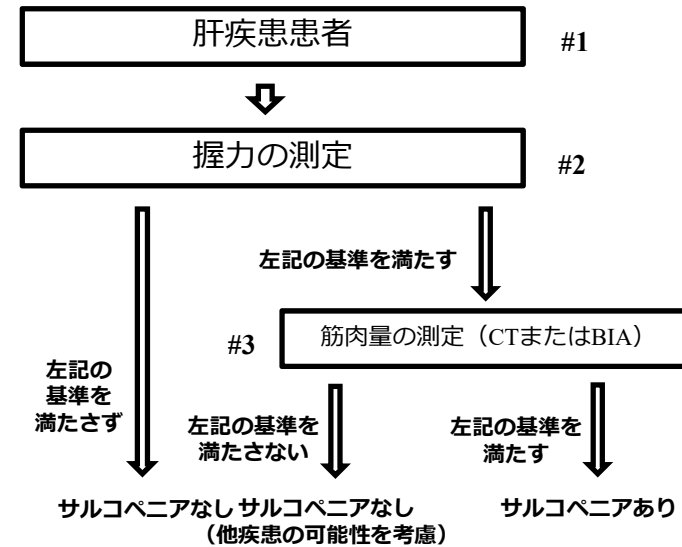 肝疾患患者
#1
握力の測定
#2
左記の基準を満たす
#3
筋肉量の測定（CTまたはBIA）
左記の
基準を
満たさず
左記の基準を
満たさない
左記の基準を
満たす
サルコペニアなし
サルコペニアなし
（他疾患の可能性を考慮）
サルコペニアあり